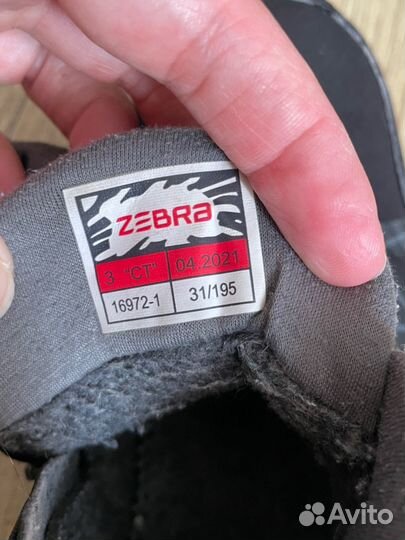 ZEBRA
3 "СТ" 04.2021
16972-1 31/195
Avito